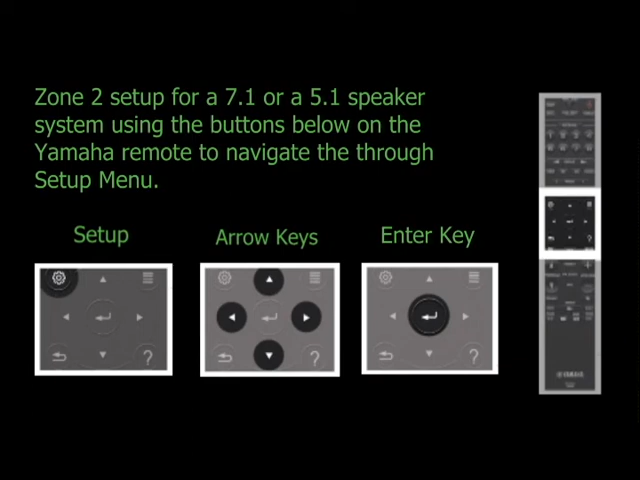 Zone 2 setup for a 7.1 or a 5.1 speaker
system using the buttons below on the
Yamaha remote to navigate the through
Setup Menu.
Setup
Arrow Keys
Enter Key
?
?
?
YAMAHA